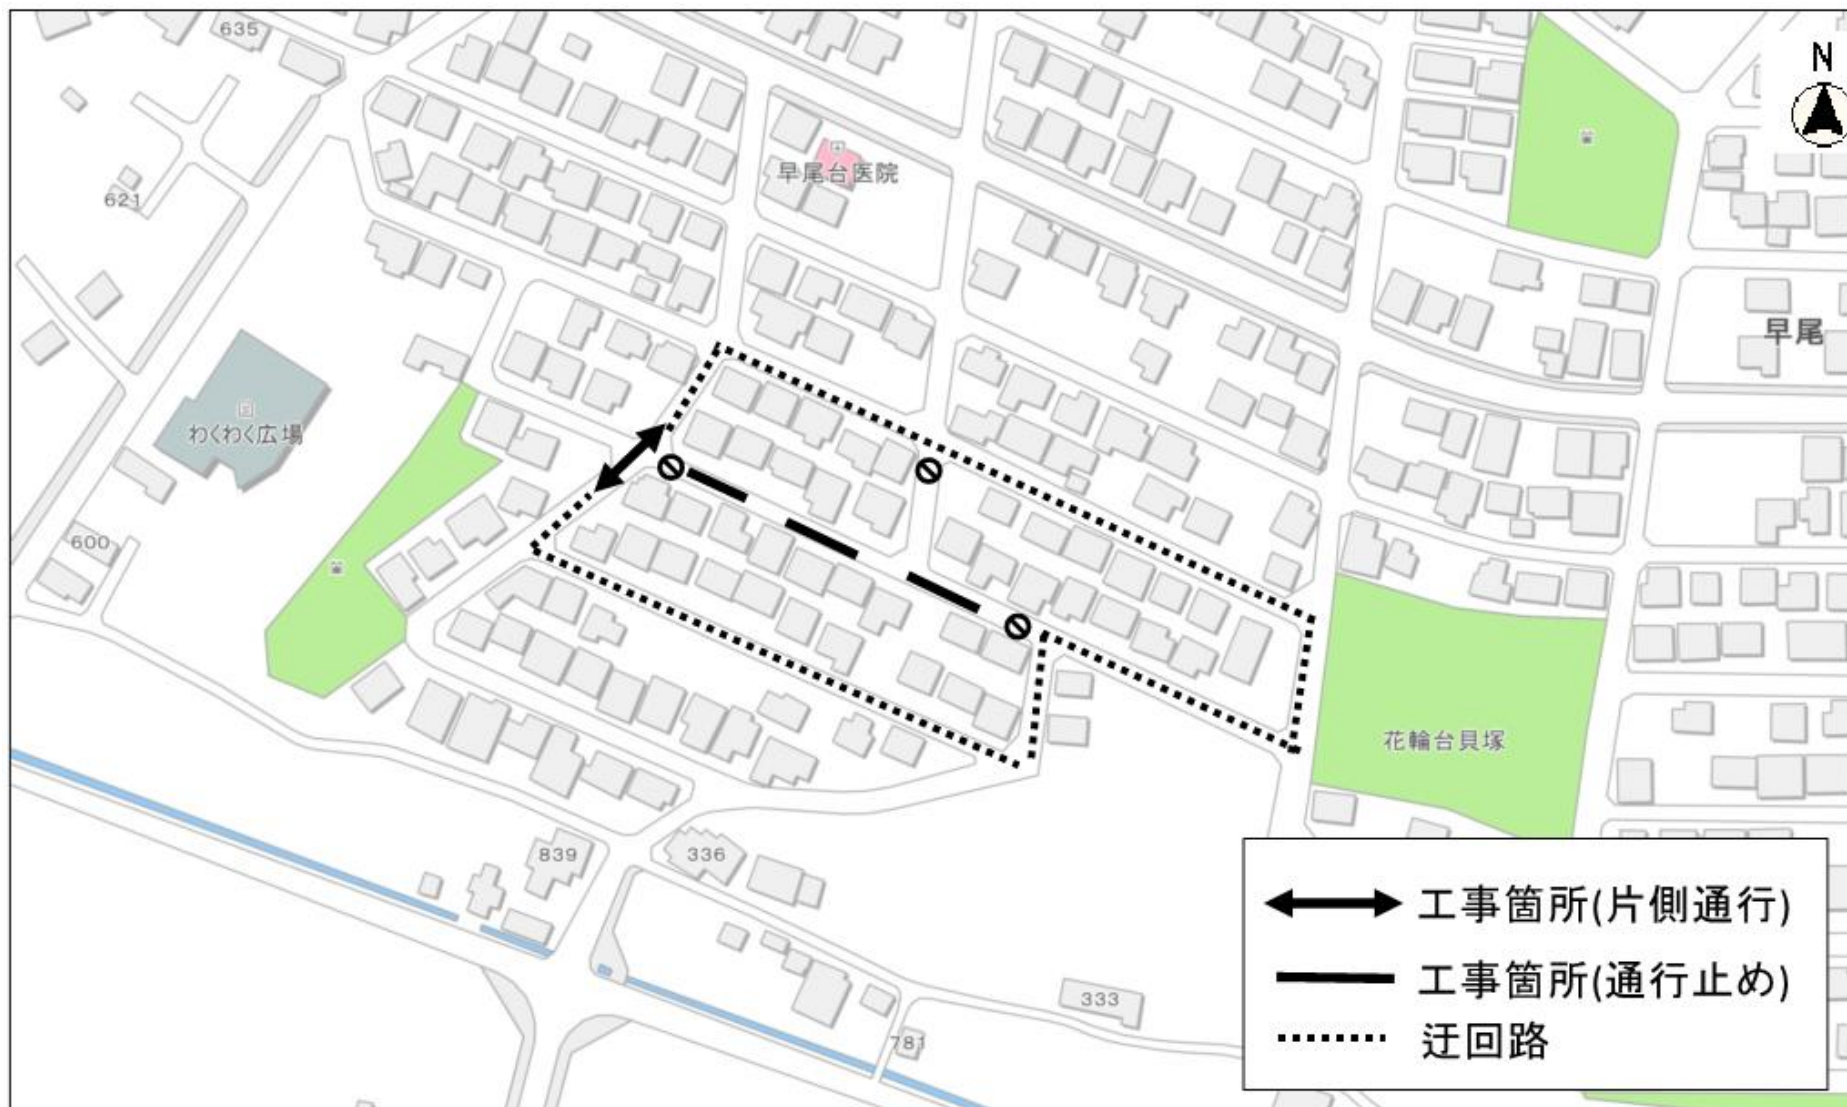 635
N
早尾台医院
621
早尾
わくわく広場
600
花輪台貝塚
839
336
工事箇所(片側通行)
工事箇所(通行止め)
333
迂回路
781